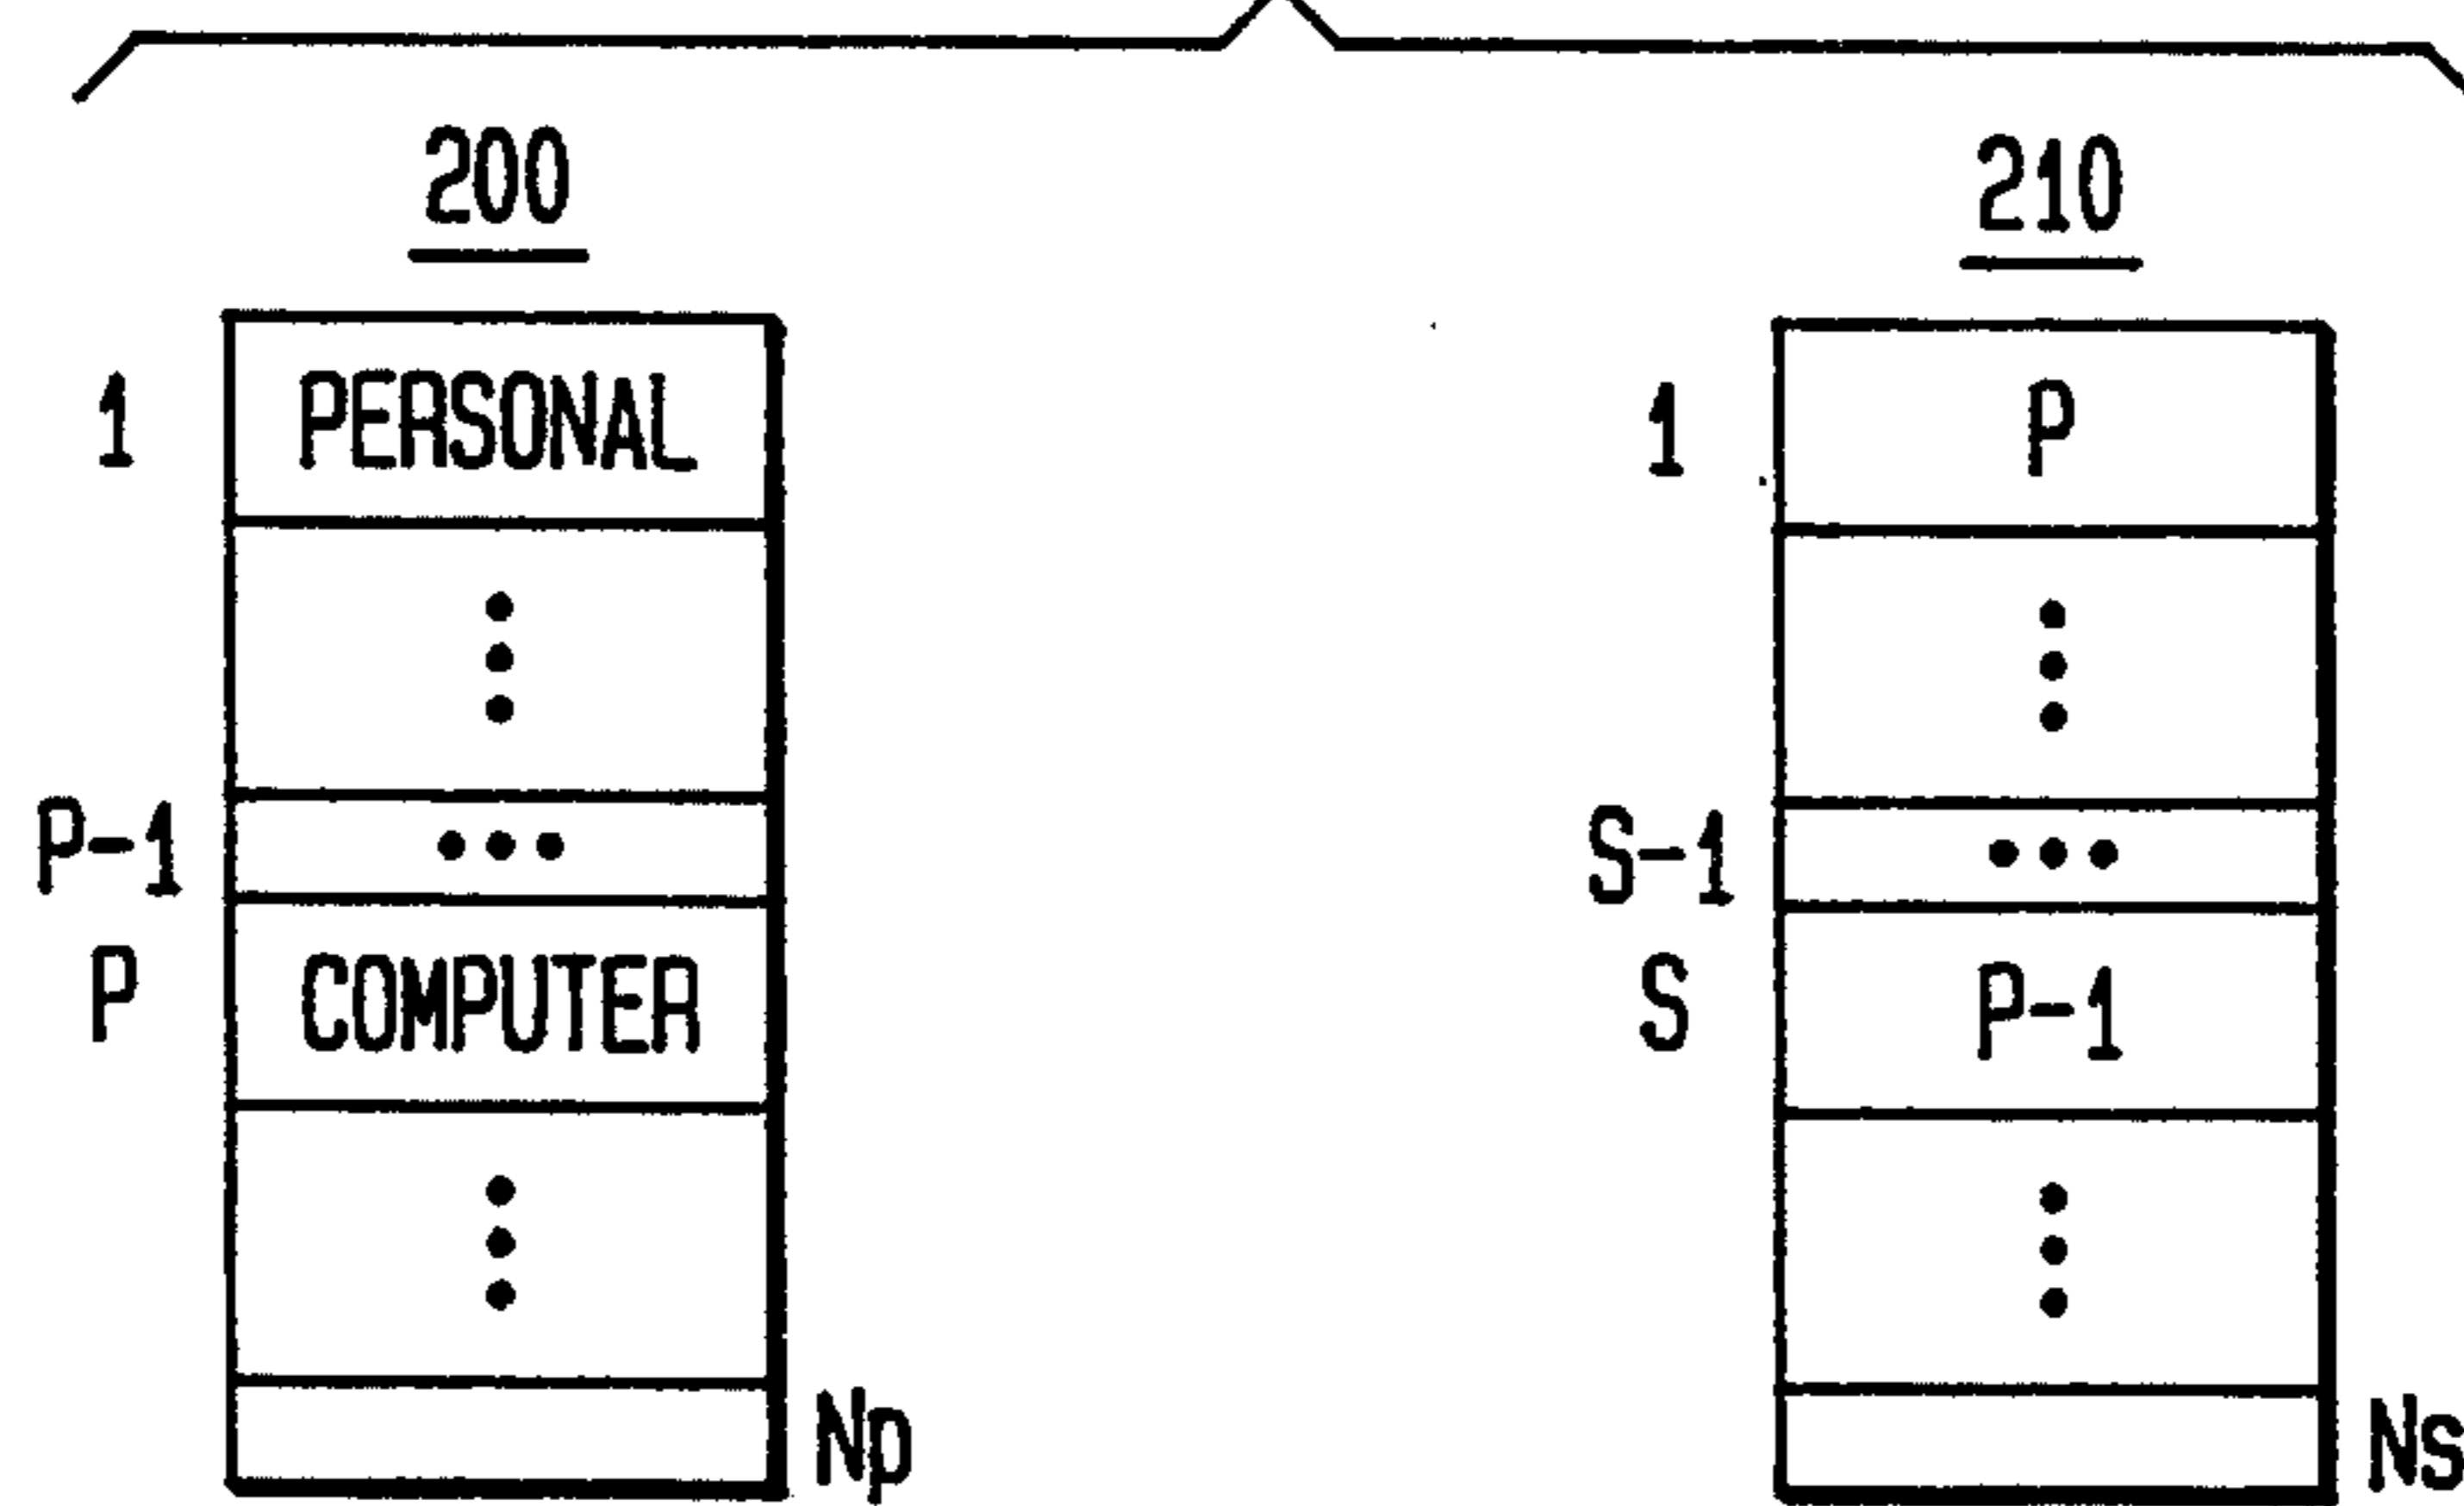 200
1 PERSONAL
P-1 •••
P COMPUTER
Np
210
1 P
S-1 •••
S P-1
Ns